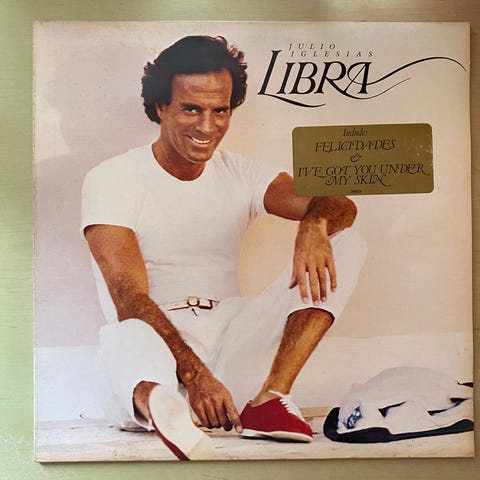 JULIO
IGLESIAS
LIBRA
Includes
FELICIDADES
&
I'VE GOT YOU UNDER
MY SKIN